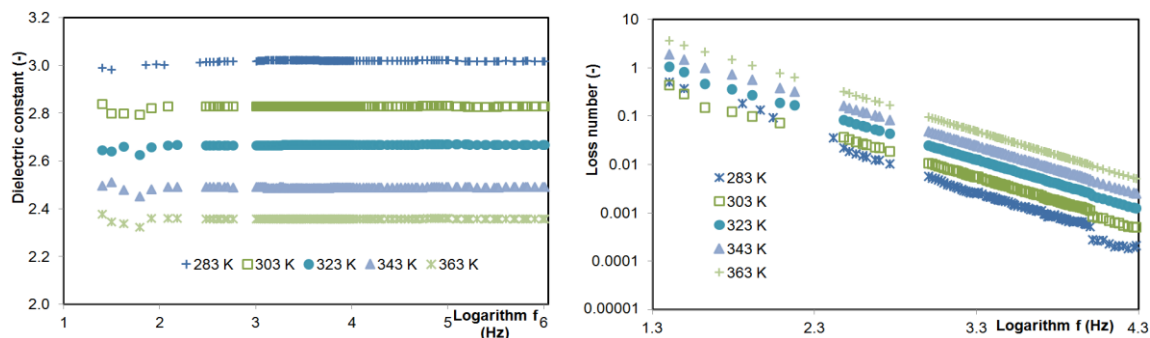 Dielectric constant (-)
3.2
3.0
2.8
2.6
2.4
2.2
2.0
1
2
3
4
5
6
Logarithm f
(Hz)
283 K
303 K
323 K
343 K
363 K
Loss number (-)
10
1
0.1
0.01
0.001
0.0001
0.00001
1.3
2.3
3.3
4.3
Logarithm f (Hz)
283 K
303 K
323 K
343 K
363 K